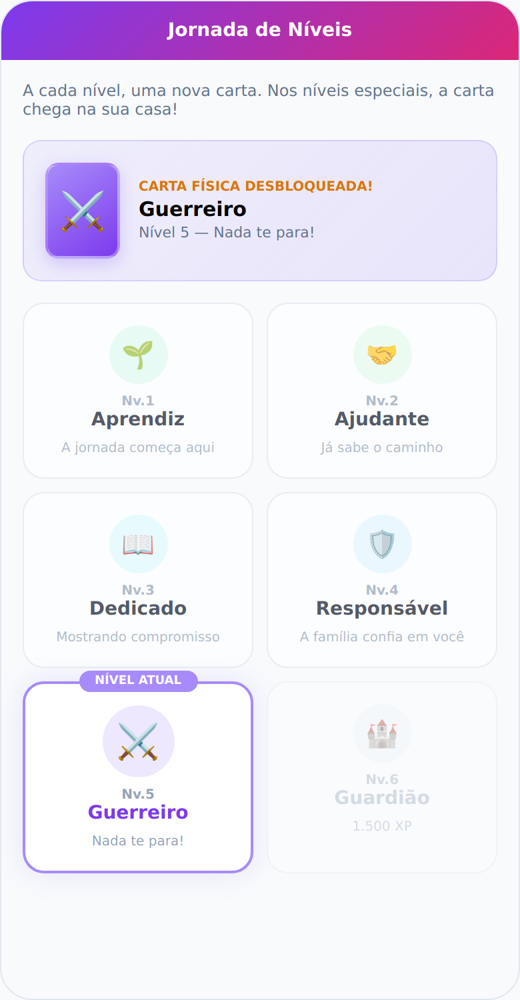 Jornada de Níveis
A cada nível, uma nova carta. Nos níveis especiais, a carta
chega na sua casa!
CARTA FÍSICA DESBLOQUEADA!
Guerreiro
Nível 5 — Nada te para!
Nv.1
Aprendiz
A jornada começa aqui
Nv.2
Ajudante
Já sabe o caminho
Nv.3
Dedicado
Mostrando compromisso
Nv.4
Responsável
A família confia em você
NÍVEL ATUAL
Nv.5
Guerreiro
Nada te para!
Nv.6
Guardião
1.500 XP